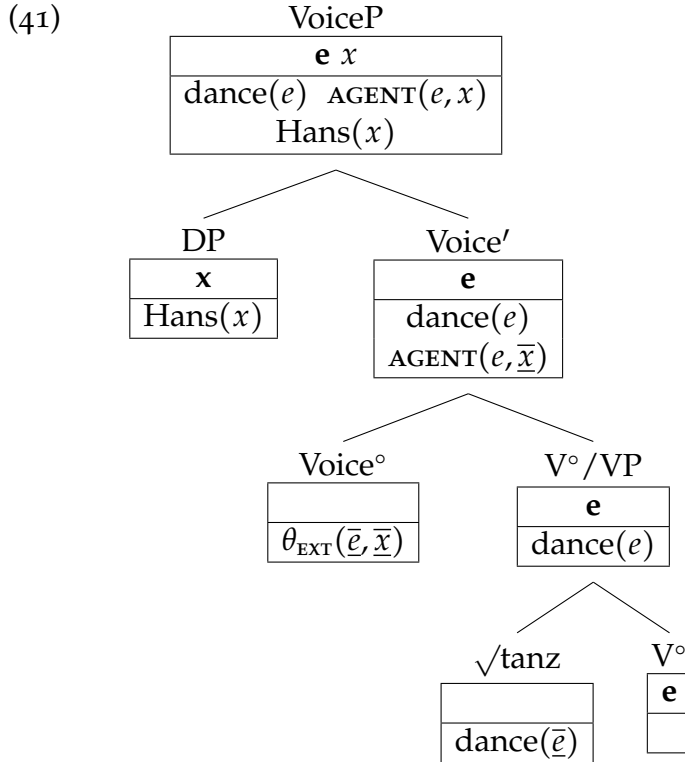 (41) VoiceP
e x
dance(e) AGENT(e, x)
Hans(x)
DP Voice′
x e
Hans(x) dance(e)
AGENT(e, x̲̅)
Voice° V°/VP
e
θEXT(e̲̅, x̲̅) dance(e)
√tanz V°
e
dance(e̲̅)